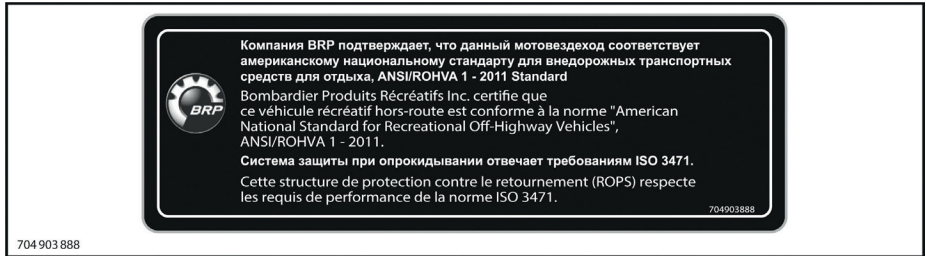 Компания BRP подтверждает, что данный мотовездеход соответствует
американскому национальному стандарту для внедорожных транспортных
средств для отдыха, ANSI/ROHVA 1 - 2011 Standard
BRP
Bombardier Produits Récréatifs Inc. certifie que
ce véhicule récréatif hors-route est conforme à la norme "American
National Standard for Recreational Off-Highway Vehicles",
ANSI/ROHVA 1 - 2011.
Система защиты при опрокидывании отвечает требованиям ISO 3471.
Cette structure de protection contre le retournement (ROPS) respecte
les requis de performance de la norme ISO 3471.
704903888
704 903 888